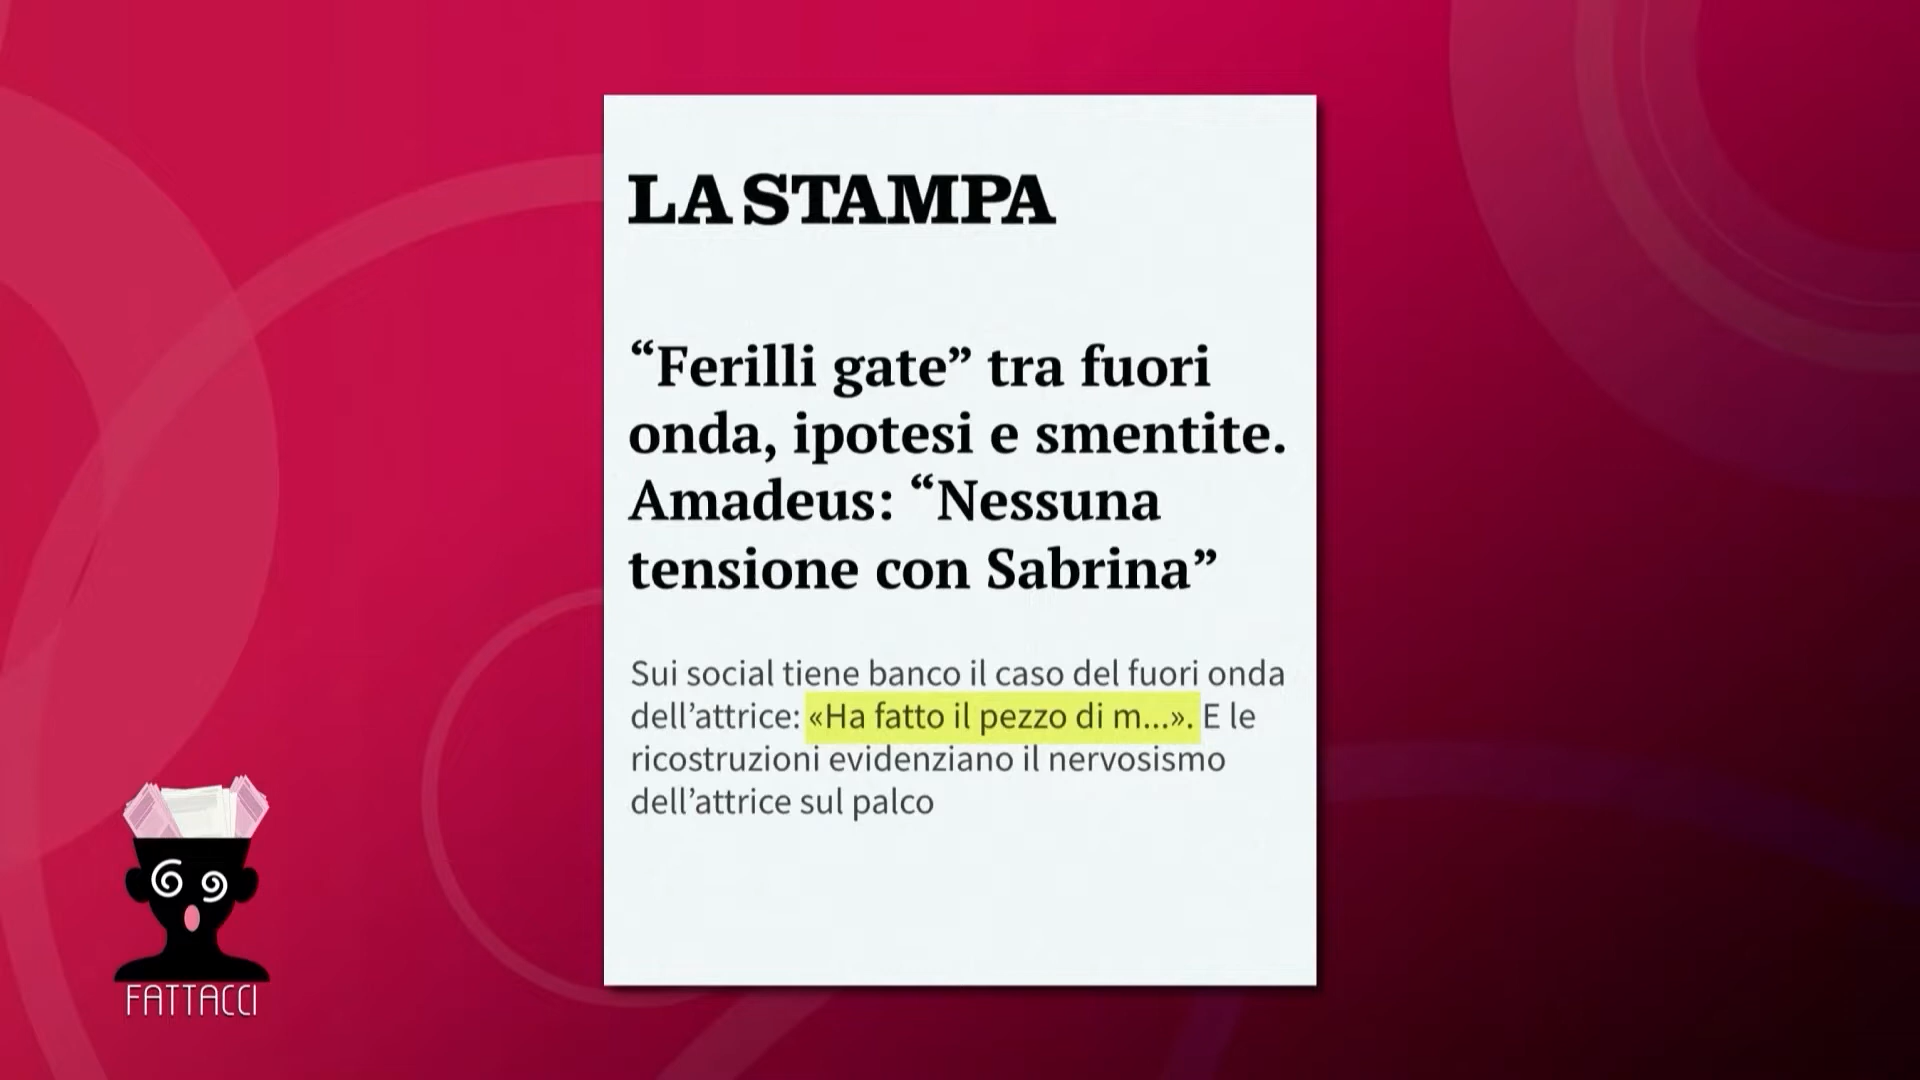 LA STAMPA
“Ferilli gate” tra fuori
onda, ipotesi e smentite.
Amadeus: “Nessuna
tensione con Sabrina”
Sui social tiene banco il caso del fuori onda
dell’attrice: «Ha fatto il pezzo di m...». E le
ricostruzioni evidenziano il nervosismo
dell’attrice sul palco
FATTACCI